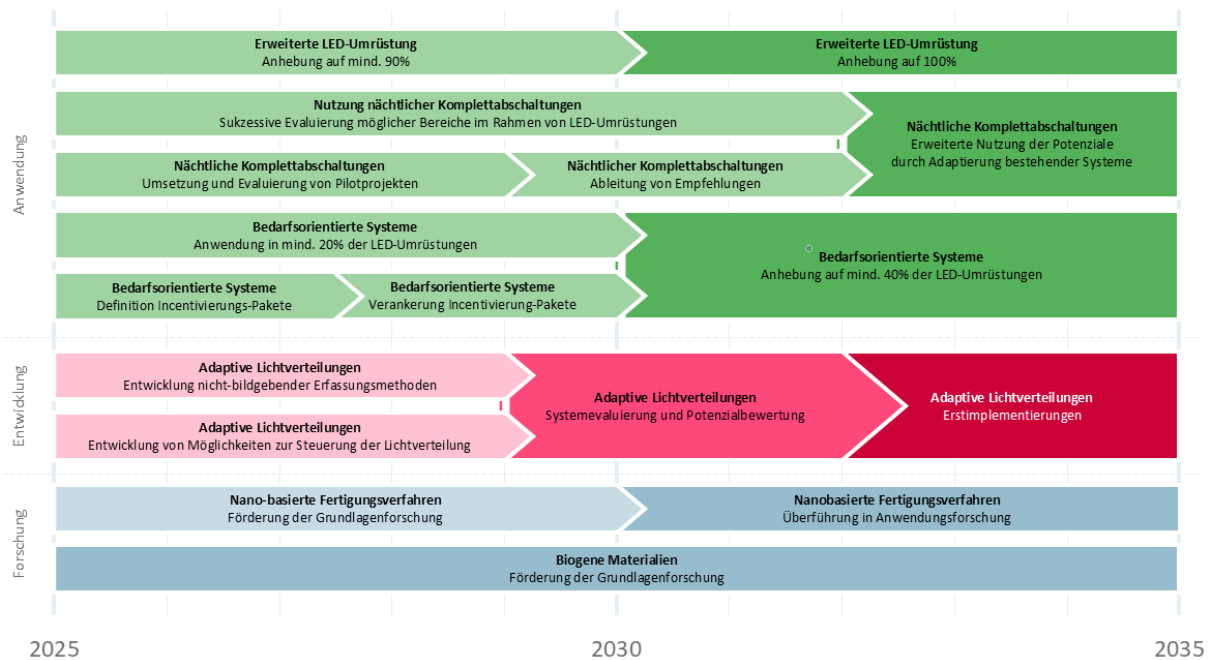 Anwendung
Erweiterte LED-Umrüstung
Anhebung auf mind. 90%
Erweiterte LED-Umrüstung
Anhebung auf 100%
Nutzung nächtlicher Komplettabschaltungen
Sukzessive Evaluierung möglicher Bereiche im Rahmen von LED-Umrüstungen
Nächtliche Komplettabschaltungen
Umsetzung und Evaluierung von Pilotprojekten
Nächtlicher Komplettabschaltungen
Ableitung von Empfehlungen
Nächtliche Komplettabschaltungen
Erweiterte Nutzung der Potenziale
durch Adaptierung bestehender Systeme
Bedarfsorientierte Systeme
Anwendung in mind. 20% der LED-Umrüstungen
Bedarfsorientierte Systeme
Definition Incentivierungs-Pakete
Bedarfsorientierte Systeme
Verankerung Incentivierung-Pakete
Bedarfsorientierte Systeme
Anhebung auf mind. 40% der LED-Umrüstungen
Entwicklung
Adaptive Lichtverteilungen
Entwicklung nicht-bildgebender Erfassungsmethoden
Adaptive Lichtverteilungen
Entwicklung von Möglichkeiten zur Steuerung der Lichtverteilung
Adaptive Lichtverteilungen
Systemevaluierung und Potenzialbewertung
Adaptive Lichtverteilungen
Erstimplementierungen
Forschung
Nano-basierte Fertigungsverfahren
Förderung der Grundlagenforschung
Nanobasierte Fertigungsverfahren
Überführung in Anwendungsforschung
Biogene Materialien
Förderung der Grundlagenforschung
2025
2030
2035